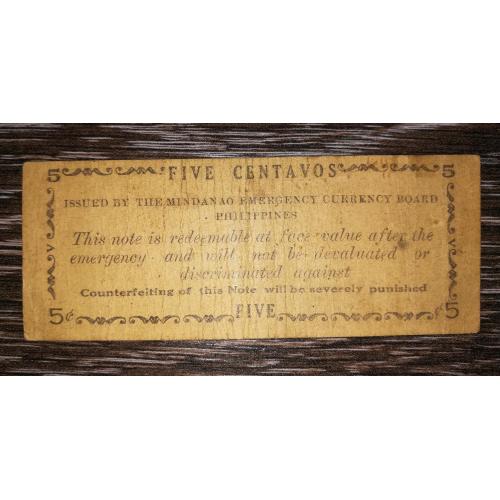 5 FIVE CENTAVOS 5
ISSUED BY THE MINDANAO EMERGENCY CURRENCY BOARD
PHILIPPINES
V V
This note is redeemable at face value after the
emergency and will not be devaluated or
discriminated against
Counterfeiting of this Note will be severely punished
5¢ FIVE ¢5